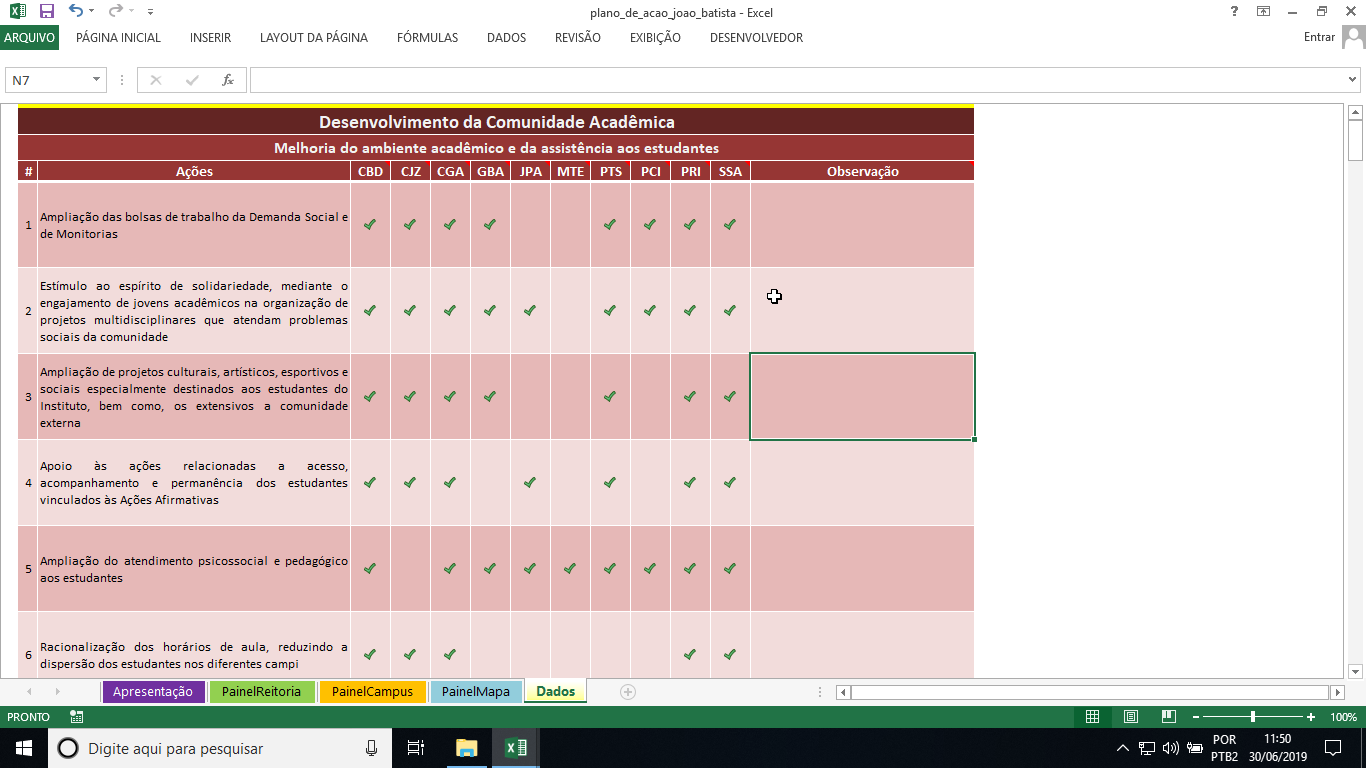 plano_de_acao_joao_batista - Excel
ARQUIVO PÁGINA INICIAL INSERIR LAYOUT DA PÁGINA FÓRMULAS DADOS REVISÃO EXIBIÇÃO DESENVOLVEDOR Entrar
N7
Desenvolvimento da Comunidade Acadêmica
Melhoria do ambiente acadêmico e da assistência aos estudantes
# Ações CBD CJZ CGA GBA JPA MTE PTS PCI PRI SSA Observação
1 Ampliação das bolsas de trabalho da Demanda Social e
de Monitorias
2 Estímulo ao espírito de solidariedade, mediante o
engajamento de jovens acadêmicos na organização de
projetos multidisciplinares que atendam problemas
sociais da comunidade
3 Ampliação de projetos culturais, artísticos, esportivos e
sociais especialmente destinados aos estudantes do
Instituto, bem como, os extensivos a comunidade
externa
4 Apoio às ações relacionadas a acesso,
acompanhamento e permanência dos estudantes
vinculados às Ações Afirmativas
5 Ampliação do atendimento psicossocial e pedagógico
aos estudantes
6 Racionalização dos horários de aula, reduzindo a
dispersão dos estudantes nos diferentes campi
Apresentação PainelReitoria PainelCampus PainelMapa Dados
PRONTO 100%
Digite aqui para pesquisar
POR 11:50
PTB2 30/06/2019